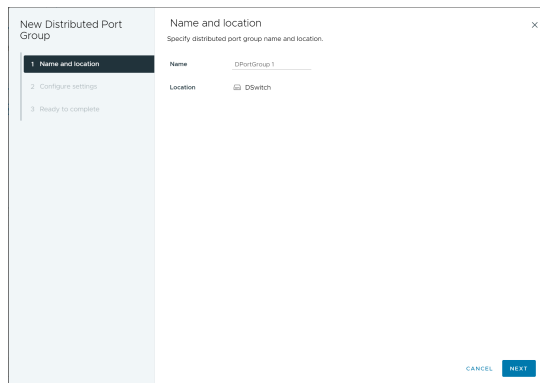 New Distributed Port
Group
1 Name and location
2 Configure settings
3 Ready to complete
Name and location
Specify distributed port group name and location.
Name DPortGroup 1
Location DSwitch
CANCEL NEXT